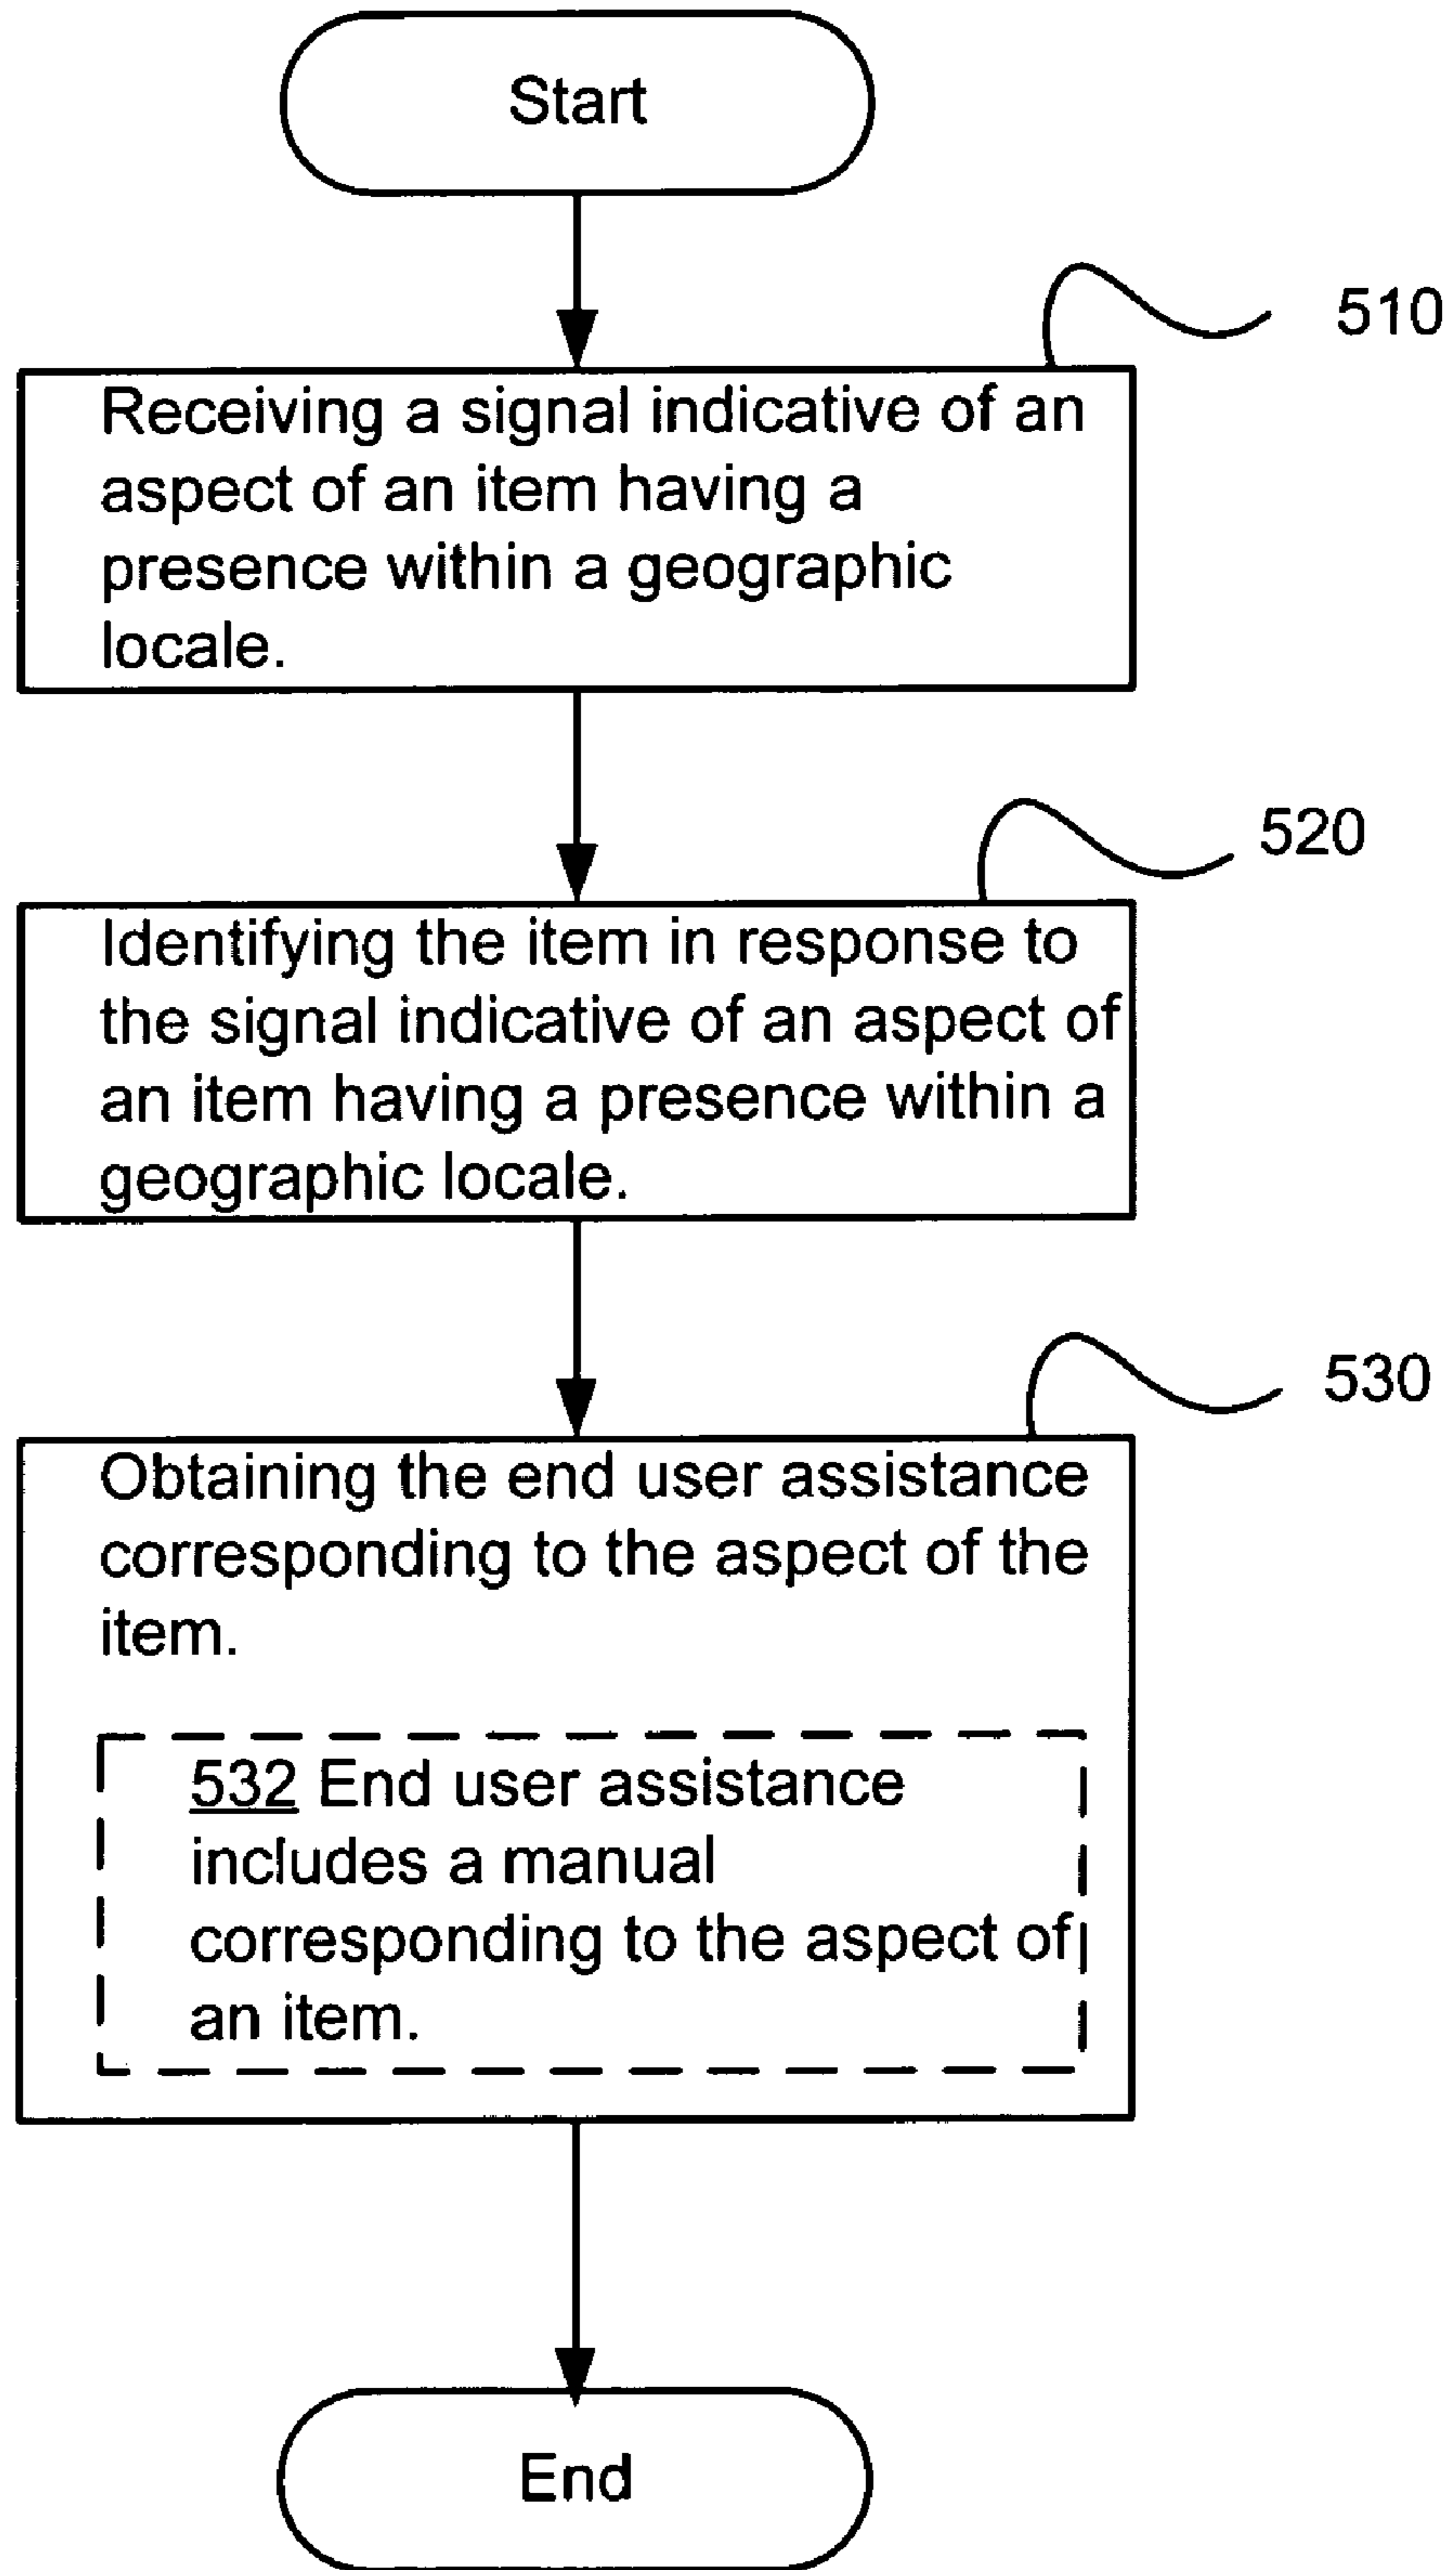 Start
510
Receiving a signal indicative of an
aspect of an item having a
presence within a geographic
locale.
520
Identifying the item in response to
the signal indicative of an aspect of
an item having a presence within a
geographic locale.
530
Obtaining the end user assistance
corresponding to the aspect of the
item.
532 End user assistance
includes a manual
corresponding to the aspect of
an item.
End